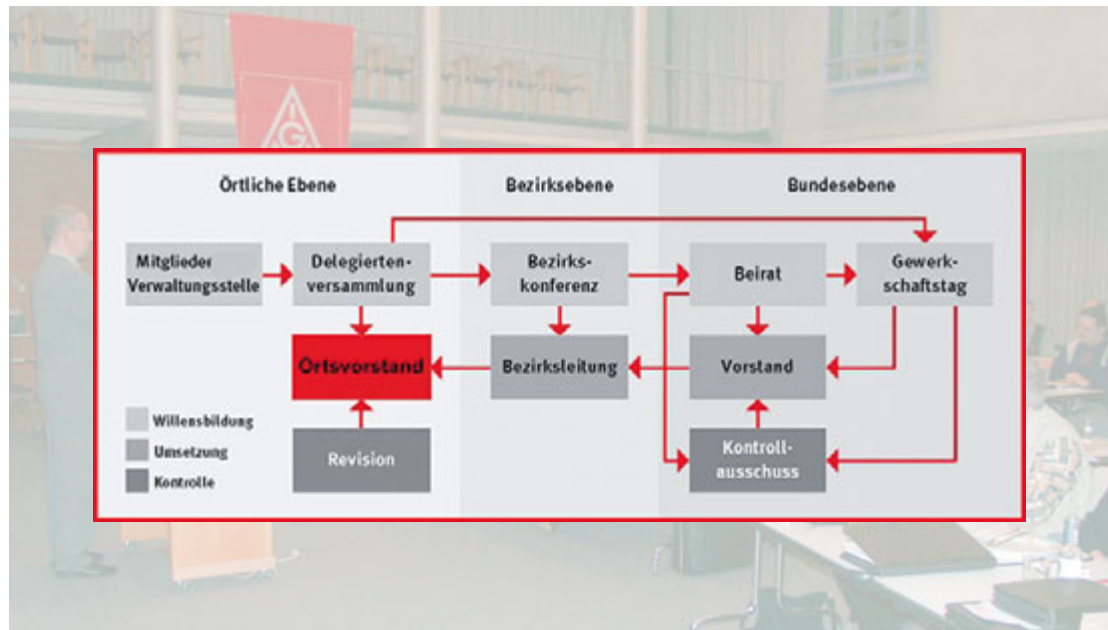 IG
Örtliche Ebene
Bezirksebene
Bundesebene
Mitglieder
Verwaltungsstelle
Delegierten-
versammlung
Bezirks-
konferenz
Beirat
Gewerk-
schaftstag
Ortsvorstand
Bezirksleitung
Vorstand
Willensbildung
Umsetzung
Kontrolle
Revision
Kontroll-
ausschuss